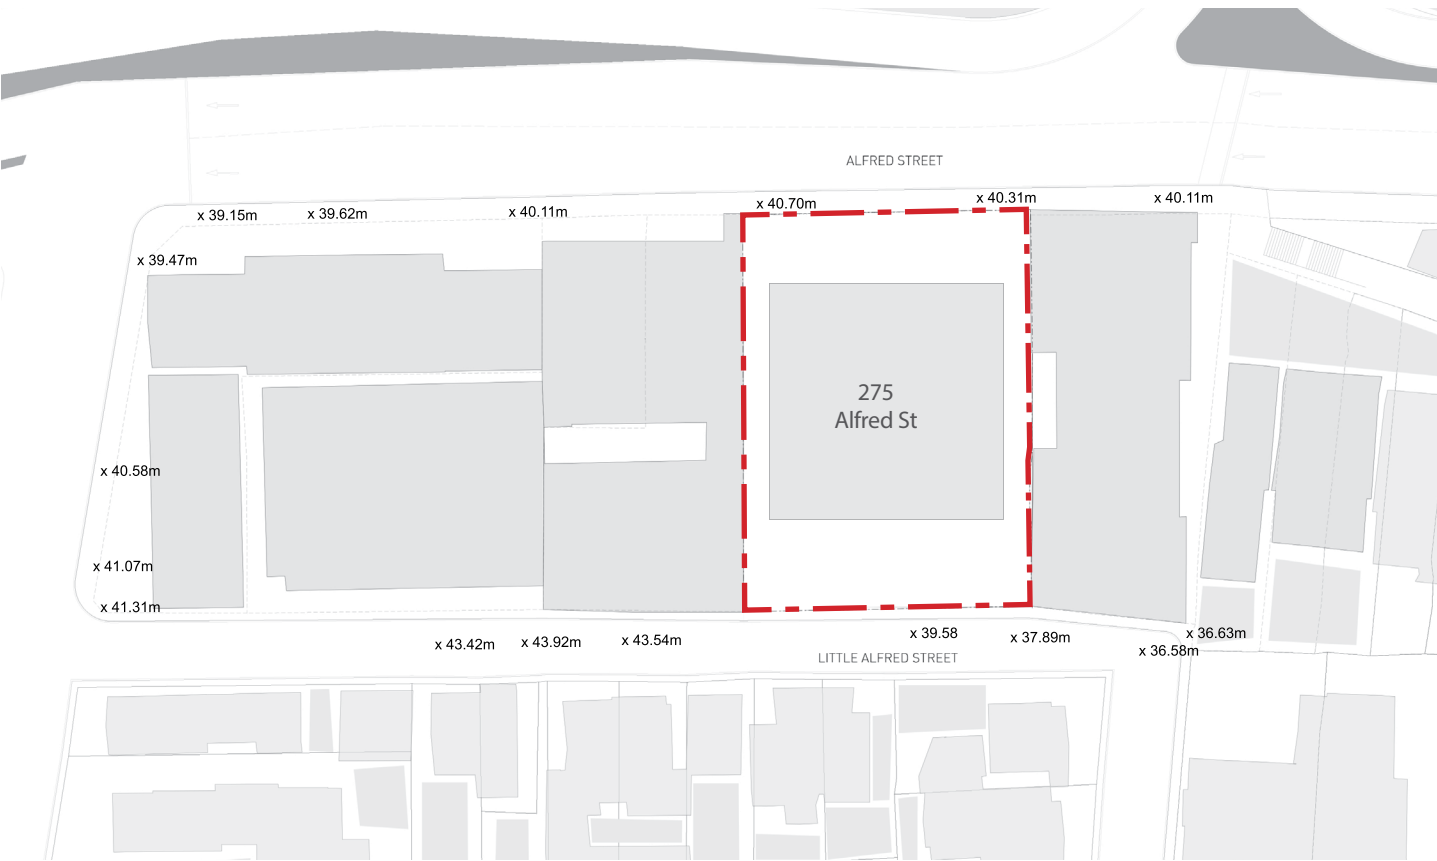 ALFRED STREET
x 39.15m
x 39.62m
x 40.11m
x 40.70m
x 40.31m
x 40.11m
x 39.47m
275
Alfred St
x 40.58m
x 41.07m
x 41.31m
x 43.42m
x 43.92m
x 43.54m
x 39.58
x 37.89m
x 36.63m
x 36.58m
LITTLE ALFRED STREET